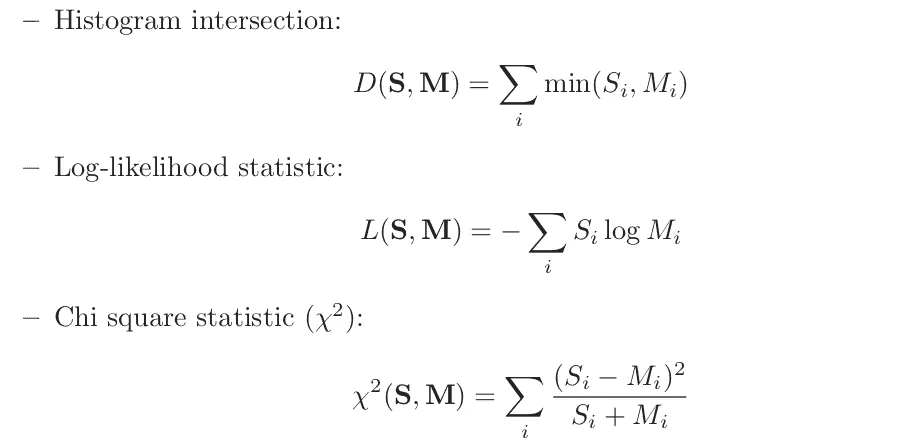 – Histogram intersection:
D(S, M) = ∑_i min(S_i, M_i)
– Log-likelihood statistic:
L(S, M) = − ∑_i S_i log M_i
– Chi square statistic (χ²):
χ²(S, M) = ∑_i (S_i − M_i)² / (S_i + M_i)